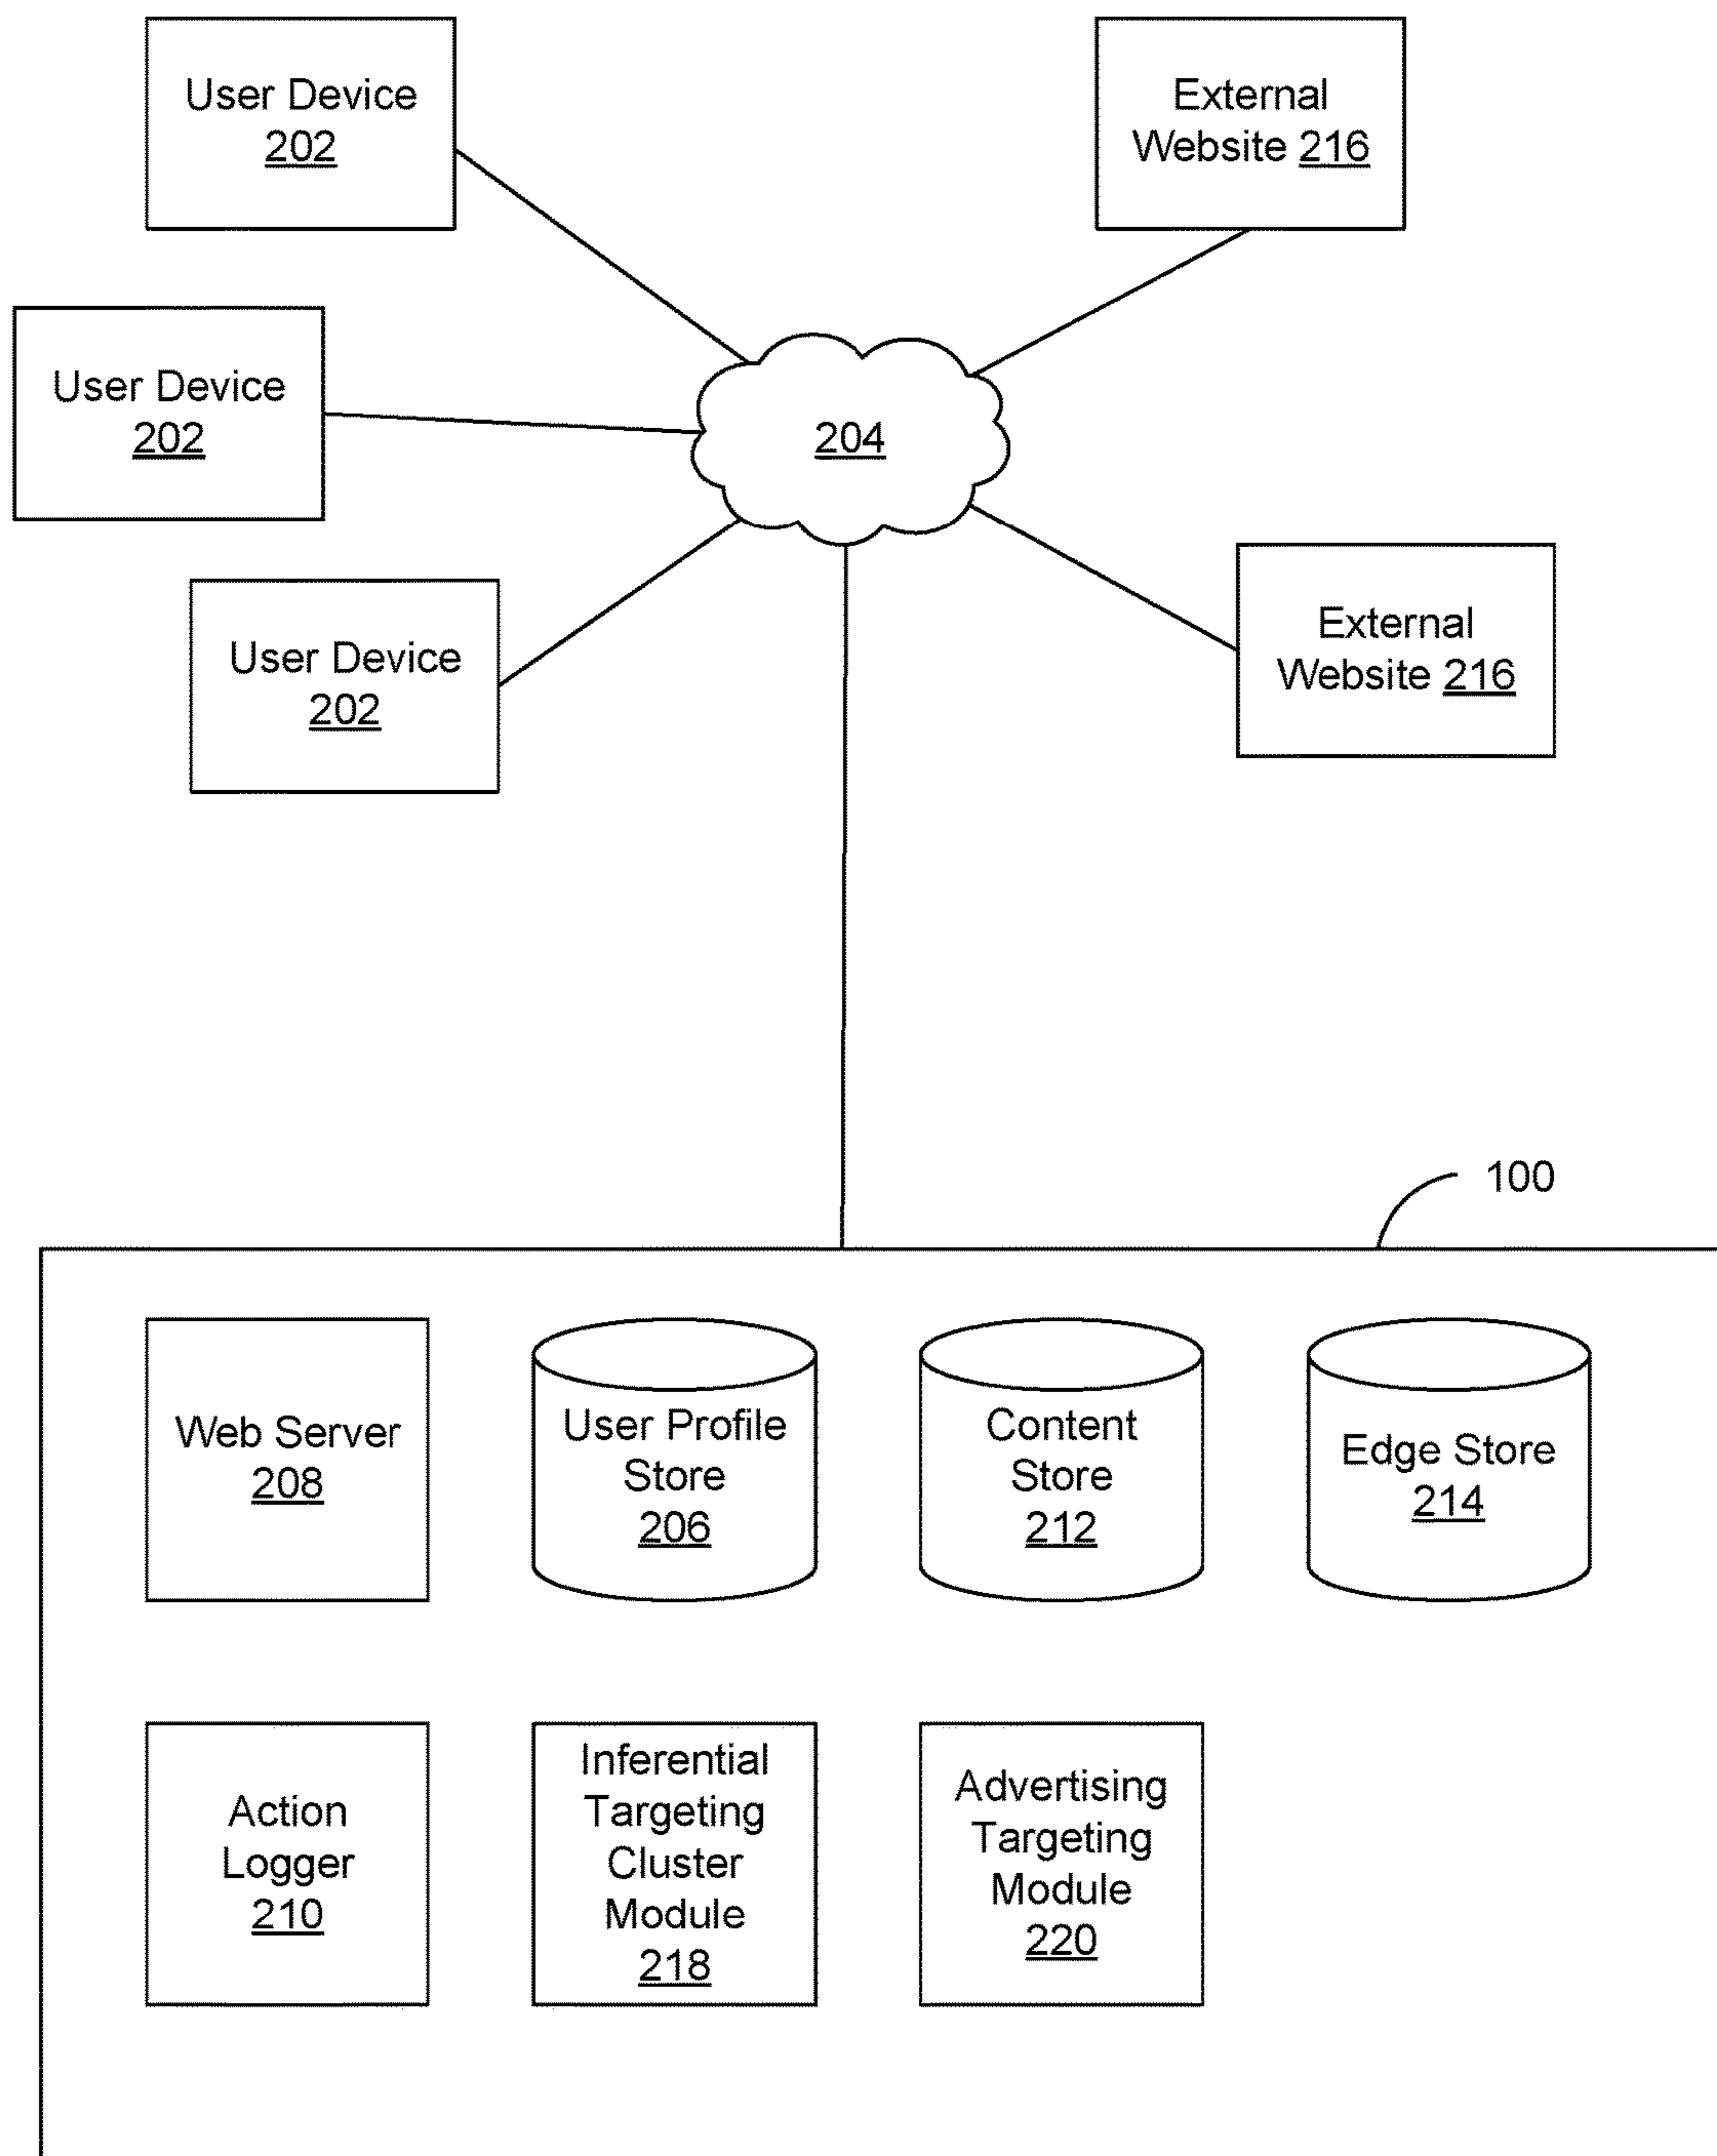 User Device
202
External
Website 216
User Device
202
204
User Device
202
External
Website 216
100
Web Server
208
User Profile
Store
206
Content
Store
212
Edge Store
214
Action
Logger
210
Inferential
Targeting
Cluster
Module
218
Advertising
Targeting
Module
220